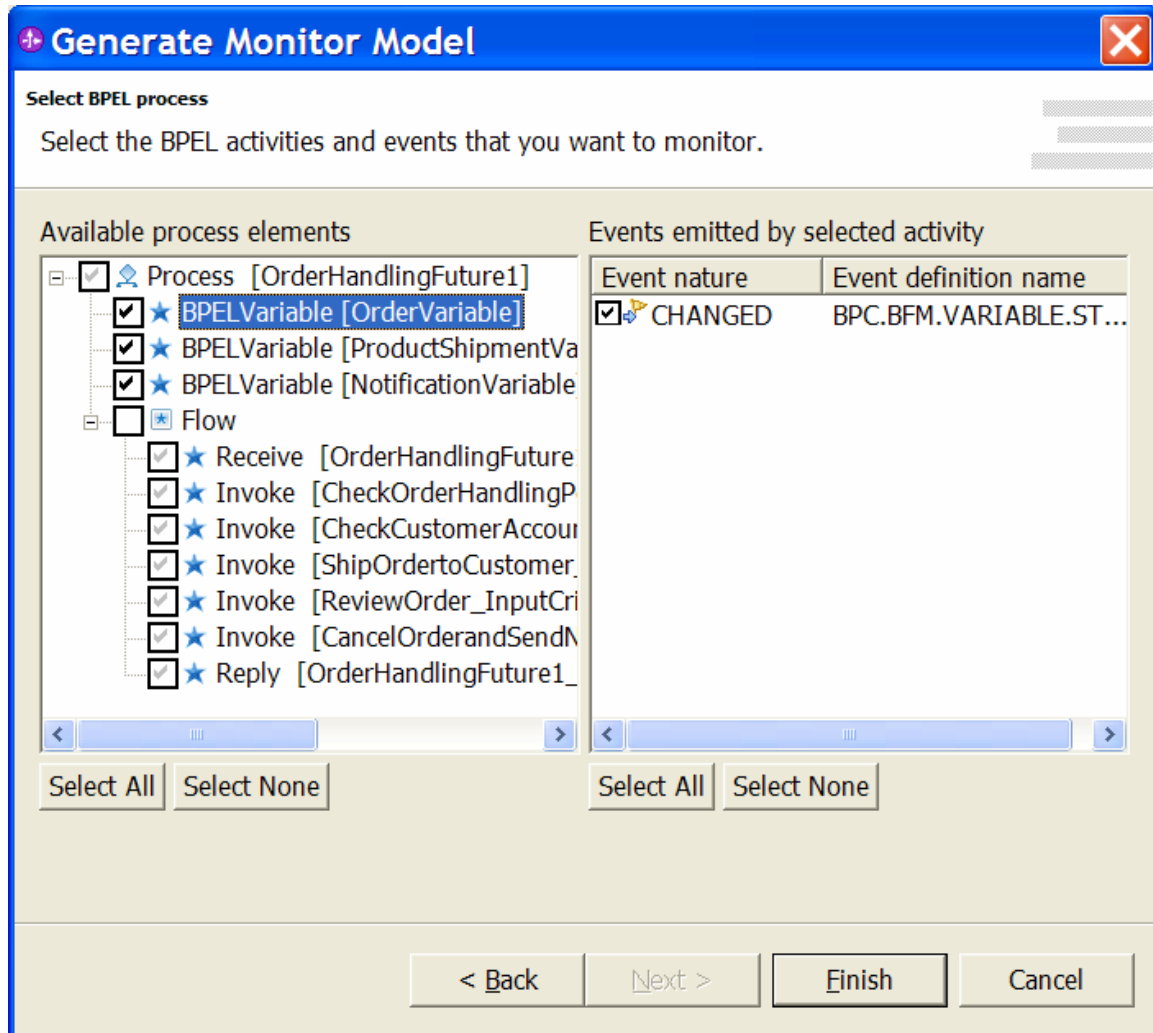 Generate Monitor Model
Select BPEL process
Select the BPEL activities and events that you want to monitor.
Available process elements
Process [OrderHandlingFuture1]
BPELVariable [OrderVariable]
BPELVariable [ProductShipmentVa
BPELVariable [NotificationVariable]
Flow
Receive [OrderHandlingFuture
Invoke [CheckOrderHandlingP
Invoke [CheckCustomerAccou
Invoke [ShipOrdertoCustomer_
Invoke [ReviewOrder_InputCri
Invoke [CancelOrderandSendN
Reply [OrderHandlingFuture1_
Select All Select None
Events emitted by selected activity
Event nature Event definition name
CHANGED BPC.BFM.VARIABLE.ST...
Select All Select None
< Back Next > Finish Cancel